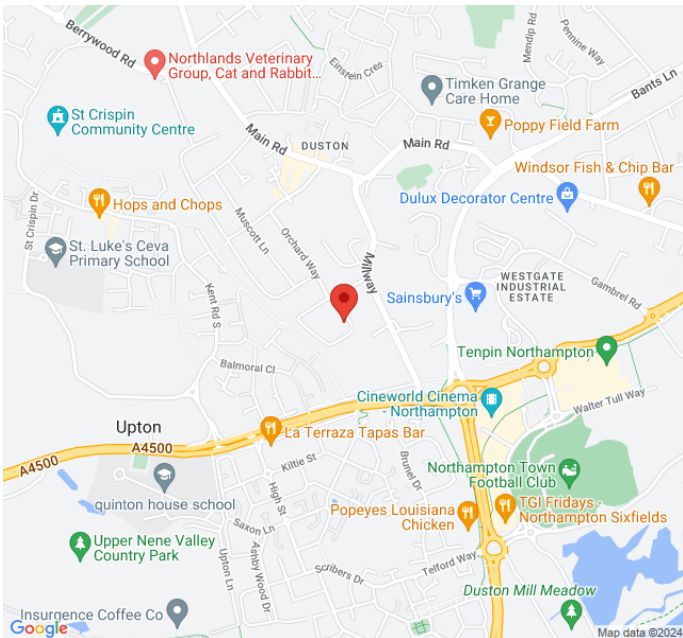 Berrywood Rd
Mendip Rd
Pennine Way
Northlands Veterinary
Group, Cat and Rabbit...
Einstein Cres
Bants Ln
Timken Grange
Care Home
St Crispin
Community Centre
Poppy Field Farm
Main Rd
DUSTON
Main Rd
Windsor Fish & Chip Bar
Dulux Decorator Centre
Hops and Chops
St Crispin Dr
Muscott Ln
Orchard Way
St. Luke's Ceva
Primary School
Millway
WESTGATE
INDUSTRIAL
ESTATE
Gambrel Rd
Sainsbury's
Kent Rd S
Tenpin Northampton
Balmoral Cl
Cineworld Cinema
- Northampton
Walter Tull Way
Upton
A4500
La Terraza Tapas Bar
A4500
Kiltie St
Brunel Dr
Northampton Town
Football Club
quinton house school
High St
Popeyes Louisiana
Chicken
TGI Fridays -
Northampton Sixfields
Saxon Ln
Upper Nene Valley
Country Park
Upton Ln
Ashby Wood Dr
Telford Way
Scribers Dr
Duston Mill Meadow
Insurgence Coffee Co
Google
Map data ©2024